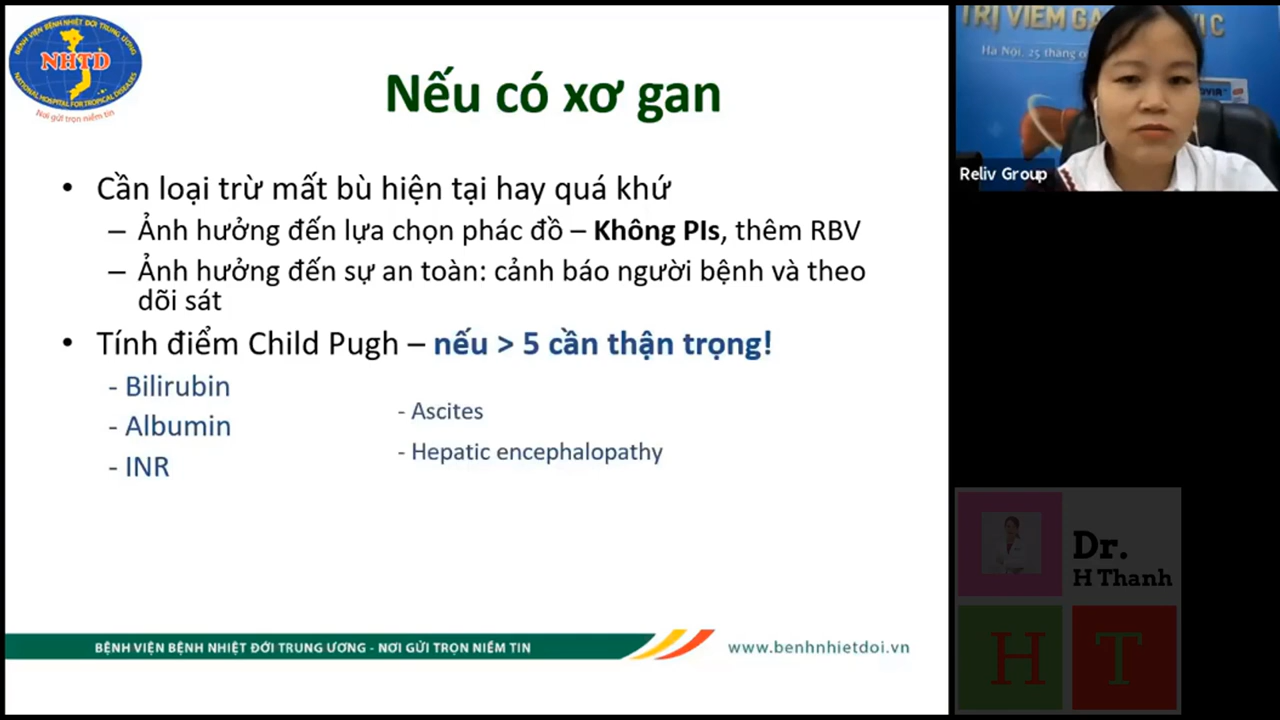 BỆNH VIỆN BỆNH NHIỆT ĐỚI TRUNG ƯƠNG
NHTD
NATIONAL HOSPITAL FOR TROPICAL DISEASES
Nơi gửi trọn niềm tin
Nếu có xơ gan
• Cần loại trừ mất bù hiện tại hay quá khứ
– Ảnh hưởng đến lựa chọn phác đồ – Không PIs, thêm RBV
– Ảnh hưởng đến sự an toàn: cảnh báo người bệnh và theo
dõi sát
• Tính điểm Child Pugh – nếu > 5 cần thận trọng!
- Bilirubin
- Albumin
- INR
- Ascites
- Hepatic encephalopathy
BỆNH VIỆN BỆNH NHIỆT ĐỚI TRUNG ƯƠNG - NƠI GỬI TRỌN NIỀM TIN
www.benhnhietdoi.vn
TRỊ VIÊM GA
VI C
Hà Nội, 25 tháng
Reliv Group
Dr.
H Thanh
H T